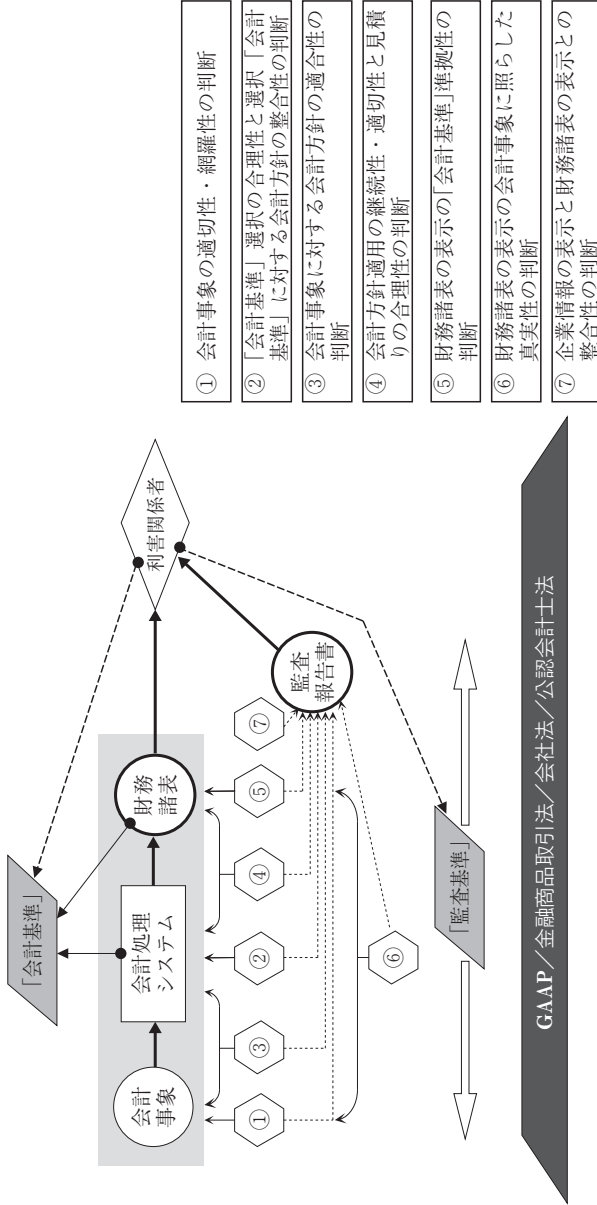 「会計基準」
会計
事象
会計処理
システム
財務
諸表
利害関係者
①
③
②
④
⑤
⑦
⑥
監査
報告書
「監査基準」
GAAP／金融商品取引法／会社法／公認会計士法
① 会計事象の適切性・網羅性の判断
② 「会計基準」選択の合理性と選択「会計
基準」に対する会計方針の整合性の判断
③ 会計事象に対する会計方針の適合性の
判断
④ 会計方針適用の継続性・適切性と見積
りの合理性の判断
⑤ 財務諸表の表示の「会計基準」準拠性の
判断
⑥ 財務諸表の表示の会計事象に照らした
真実性の判断
⑦ 企業情報の表示と財務諸表の表示との
整合性の判断